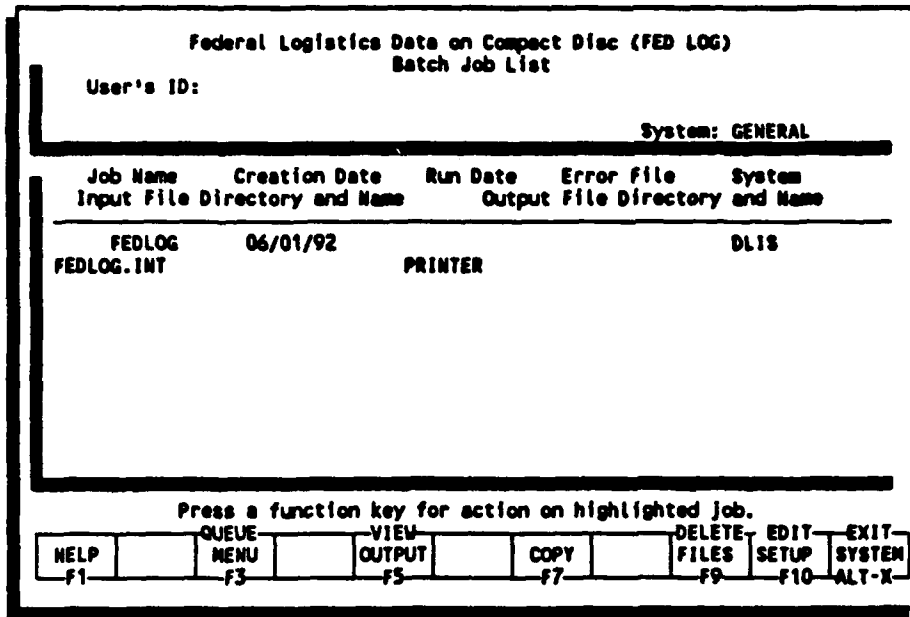 Federal Logistics Data on Compact Disc (FED LOG)
Batch Job List
User's ID:
System: GENERAL
Job Name Creation Date Run Date Error File System
Input File Directory and Name Output File Directory and Name
FEDLOG 06/01/92 DLIS
FEDLOG.INT PRINTER
Press a function key for action on highlighted job.
QUEUE VIEW DELETE EDIT EXIT
HELP MENU OUTPUT COPY FILES SETUP SYSTEM
F1 F3 F5 F7 F9 F10 ALT-X